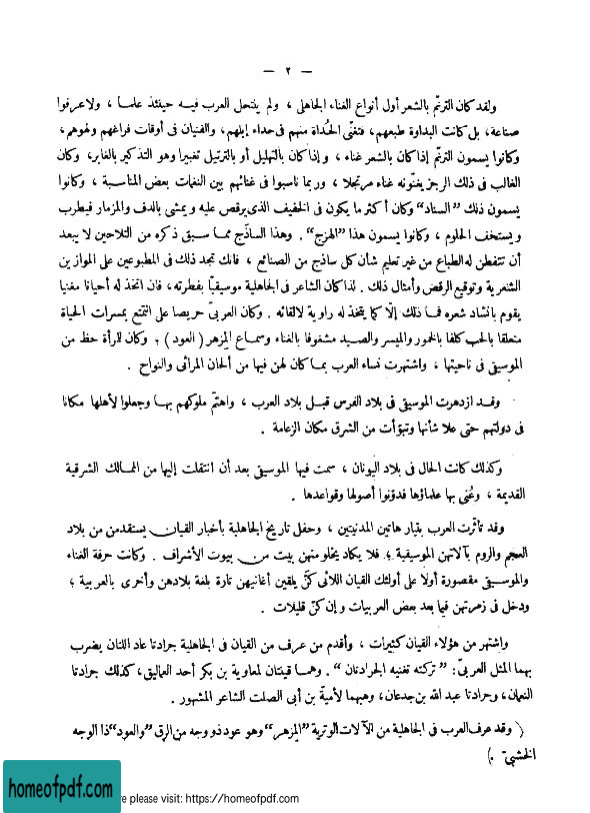 — ٢ —
ولقد كان الترنّم بالشعر أول أنواع الغناء الجاهلى ، ولم ينتحل العرب فيه حينئذ علما ، ولا عرفوا
صناعة، بل كانت البداوة طبعهم، فتغنّى الحُداة منهم فى حداء إبلهم، والفتيان فى أوقات فراغهم ولهوهم،
وكانوا يسمون الترنّم إذا كان بالشعر غناء ، وإذا كان بالتهليل أو بالترتيل تغبيرا وهو التذكير بالغابر، وكان
الغالب فى ذلك الرجز يغنّونه غناء مرتجلا ، وربما ناسبوا فى غنائهم بين النغمات بعض المناسبة ، وكانوا
يسمون ذلك "السناد" وكان أكثر ما يكون فى الخفيف الذى يرقص عليه ويمشى بالدف والمزمار فيطرب
ويستخف الحلوم ، وكانوا يسمون هذا "الهزج" . وهذا الساذَج مما سبق ذكره من التلاحين لا يبعد
أن تتفطن له الطباع من غير تعليم شأن كل ساذج من الصنائع ، فانك تجد ذلك فى المطبوعين على الموازين
الشعرية وتوقيع الرقص وأمثال ذلك . لذا كان الشاعر فى الجاهلية موسيقيّا بفطرته، فان اتخذ له أحيانا مغنيا
يقوم بانشاد شعره فما ذلك إلّا كما يتخذ له راوية لالقائه . وكان العربىّ حريصا على التمتع بمسرات الحياة
متعلقا بالحب كلفا بالخمور والميسر والصيد مشغوفا بالغناء وسماع المزهر ( العود ) ؛ وكان للمرأة حظ من
الموسيقى فى ناحيتها ، واشتهرت نساء العرب بما كان لهن فيها من ألحان المراثى والنواح .
وقد ازدهرت الموسيقى فى بلاد الفرس قبل بلاد العرب ، واهتمّ ملوكهم بها وجعلوا لأهلها مكانا
فى دولتهم حتى علا شأنها وتبوّأت من الشرق مكان الزعامة .
وكذلك كانت الحال فى بلاد اليونان ، سمت فيها الموسيقى بعد أن انتقلت إليها من الممالك الشرقية
القديمة ، وعُنى بها علماؤها فدوّنوا أصولها وقواعدها .
وقد تأثرت العرب بتيار هاتين المدنيتين ، وحفل تاريخ الجاهلية بأخبار القيان يستقدمن من بلاد
العجم والروم بآلاتهن الموسيقية ؛ فلا يكاد يخلو منهن بيت من بيوت الأشراف . وكانت حرفة الغناء
والموسيقى مقصورة أولا على أولئك القيان اللائى كنّ يلقين أغانيهن تارة بلغة بلادهن وأخرى بالعربية ؛
ودخل فى زمرتهن فيما بعد بعض العربيات وإن كنّ قليلات .
واشتهر من هؤلاء القيان كثيرات ، وأقدم من عرف من القيان فى الجاهلية جرادتا عاد اللتان يضرب
بهما المثل العربىّ: " تركته تغنيه الجرادتان " . وهما قينتان لمعاوية بن بكر أحد العماليق، كذلك جرادتا
النعمان، وجرادتا عبد الله بن جدعان، وهبهما لأميّة بن أبى الصلت الشاعر المشهور .
( وقد عرف العرب فى الجاهلية من الآلات الوترية "المِزهر" وهو عود ذو وجه من الرق "والعود" ذا الوجه
الخشبىّ .)
homeofpdf.com
re please visit: https://homeofpdf.com